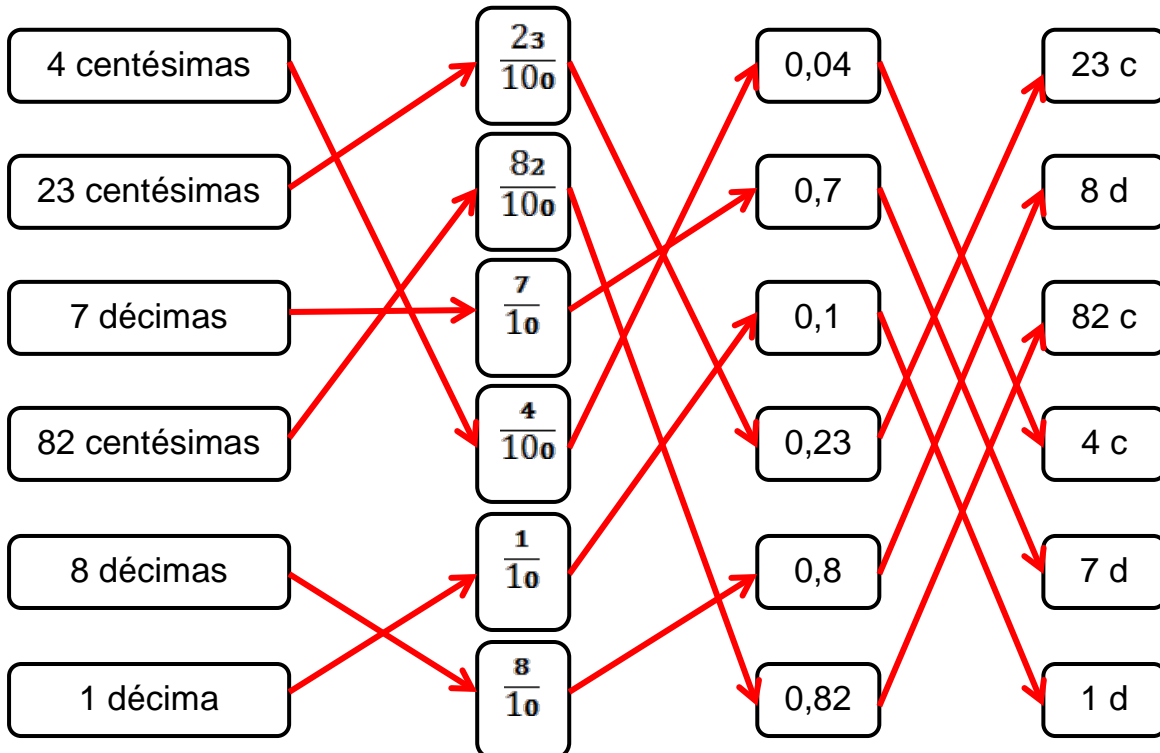 4 centésimas 23/100 0,04 23 c
23 centésimas 82/100 0,7 8 d
7 décimas 7/10 0,1 82 c
82 centésimas 4/100 0,23 4 c
8 décimas 1/10 0,8 7 d
1 décima 8/10 0,82 1 d